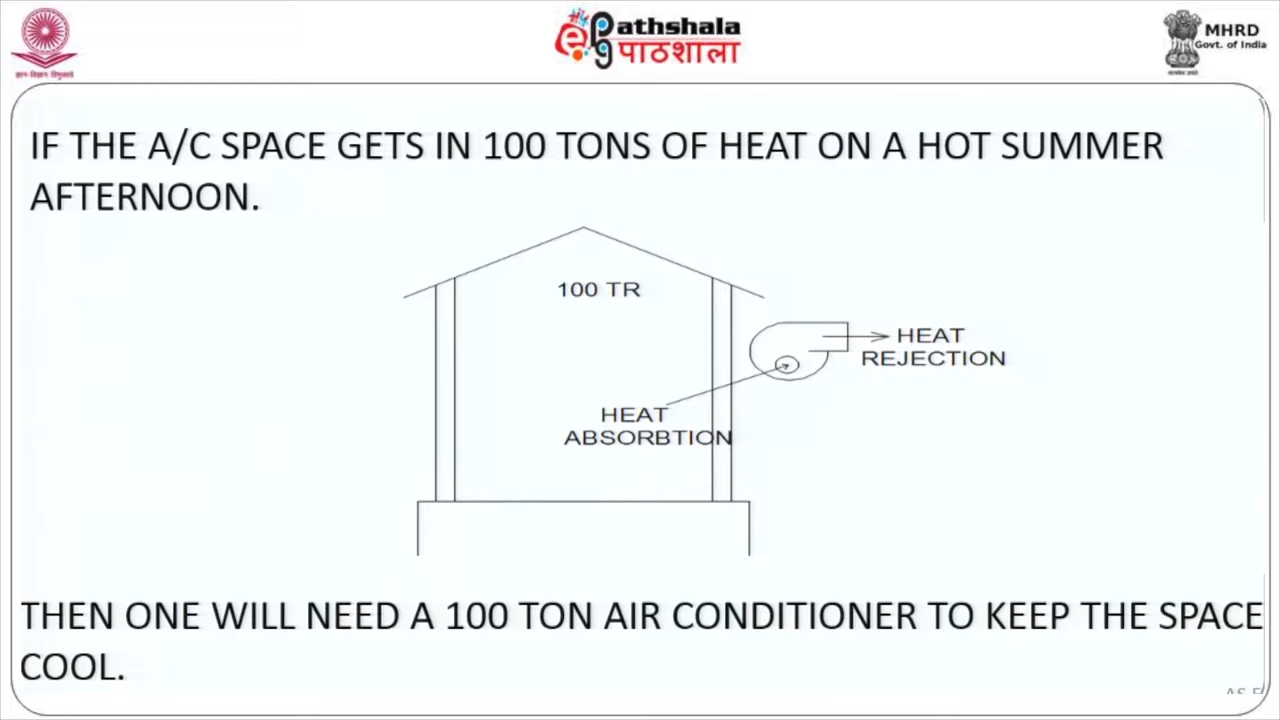 Pathshala
पाठशाला
MHRD
Govt. of India
IF THE A/C SPACE GETS IN 100 TONS OF HEAT ON A HOT SUMMER
AFTERNOON.
100 TR
HEAT
REJECTION
HEAT
ABSORBTION
THEN ONE WILL NEED A 100 TON AIR CONDITIONER TO KEEP THE SPACE
COOL.